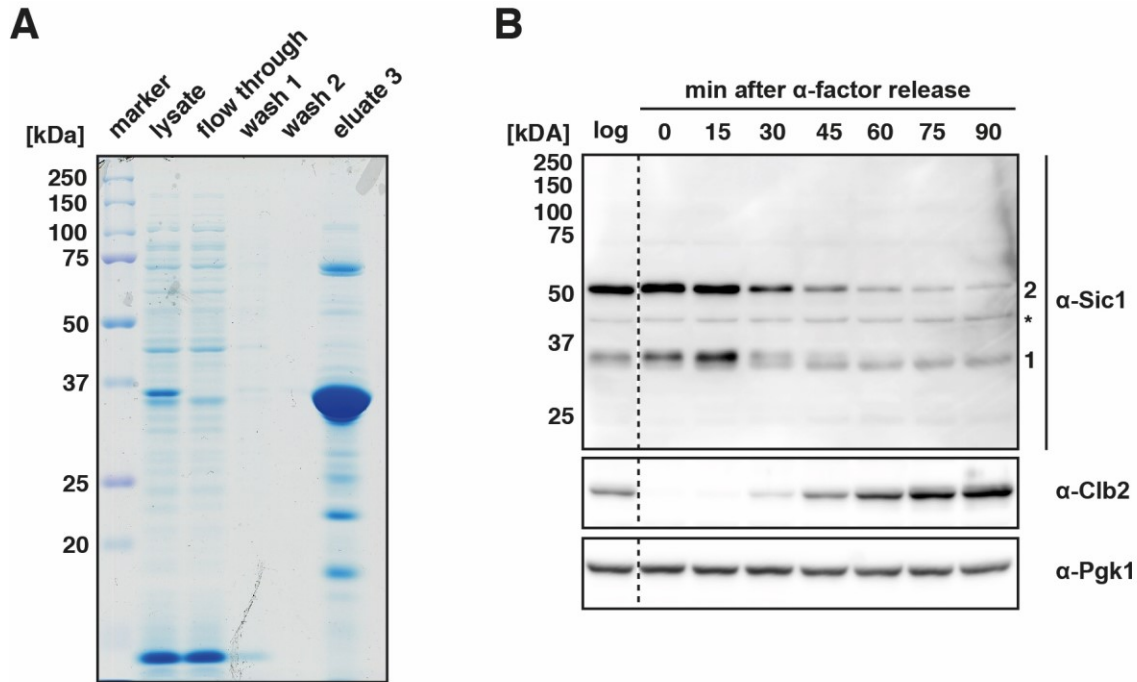 A
[kDa]
marker
lysate
flow through
wash 1
wash 2
eluate 3
250
150
100
75
50
37
25
20
B
min after α-factor release
[kDA] log 0 15 30 45 60 75 90
250
150
100
75
50
37
25
2
*
1
α-Sic1
α-Clb2
α-Pgk1